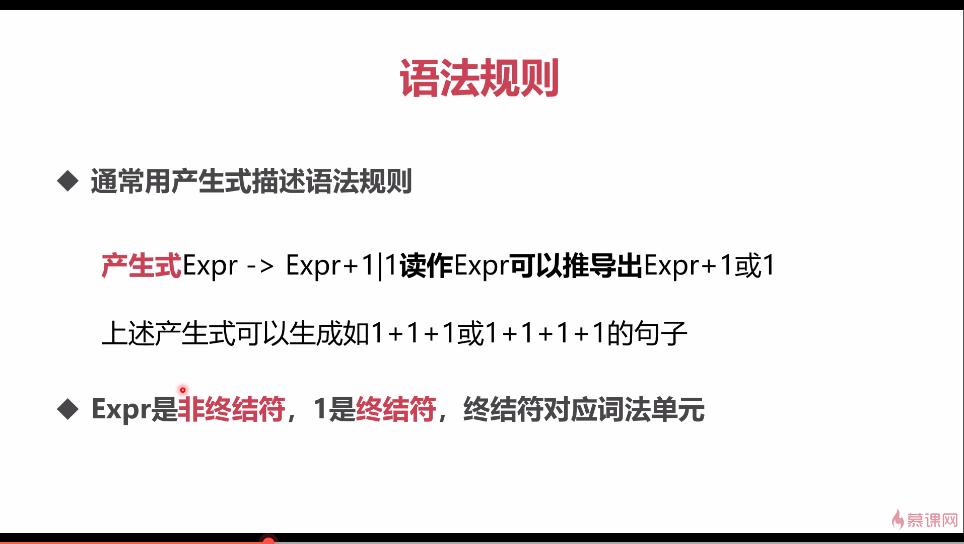 语法规则
◆ 通常用产生式描述语法规则
产生式Expr -> Expr+1|1读作Expr可以推导出Expr+1或1
上述产生式可以生成如1+1+1或1+1+1+1的句子
◆ Expr是非终结符，1是终结符，终结符对应词法单元
慕课网